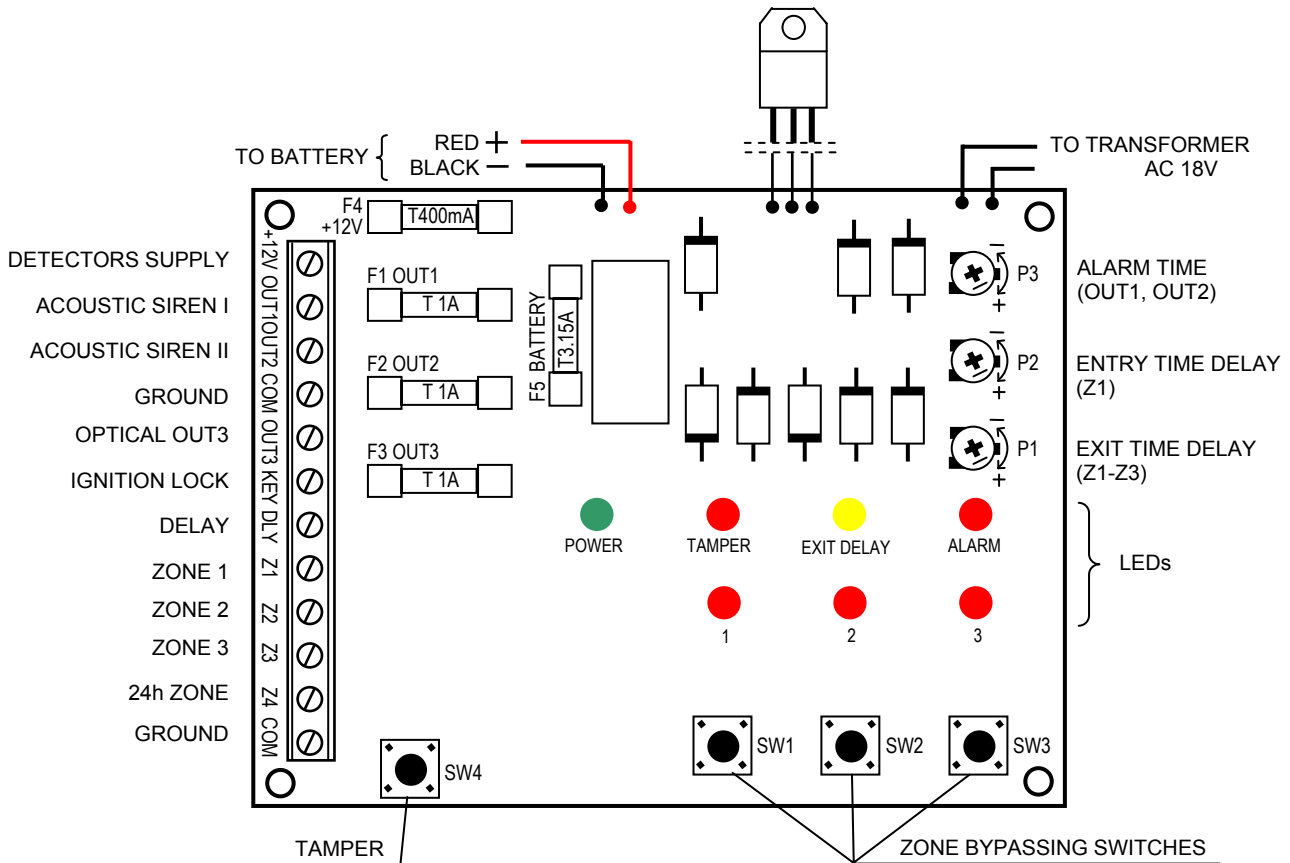 TO BATTERY
RED +
BLACK −
TO TRANSFORMER
AC 18V
DETECTORS SUPPLY
ACOUSTIC SIREN I
ACOUSTIC SIREN II
GROUND
OPTICAL OUT3
IGNITION LOCK
DELAY
ZONE 1
ZONE 2
ZONE 3
24h ZONE
GROUND
+12V OUT1 OUT2 COM OUT3 KEY DLY Z1 Z2 Z3 Z4 COM
F4
+12V
T400mA
F1 OUT1
T 1A
F2 OUT2
T 1A
F3 OUT3
T 1A
F5 BATTERY
T3.15A
− P3 +
− P2 +
− P1 +
ALARM TIME
(OUT1, OUT2)
ENTRY TIME DELAY
(Z1)
EXIT TIME DELAY
(Z1-Z3)
POWER
TAMPER
EXIT DELAY
ALARM
1
2
3
LEDs
SW4
SW1
SW2
SW3
TAMPER
ZONE BYPASSING SWITCHES